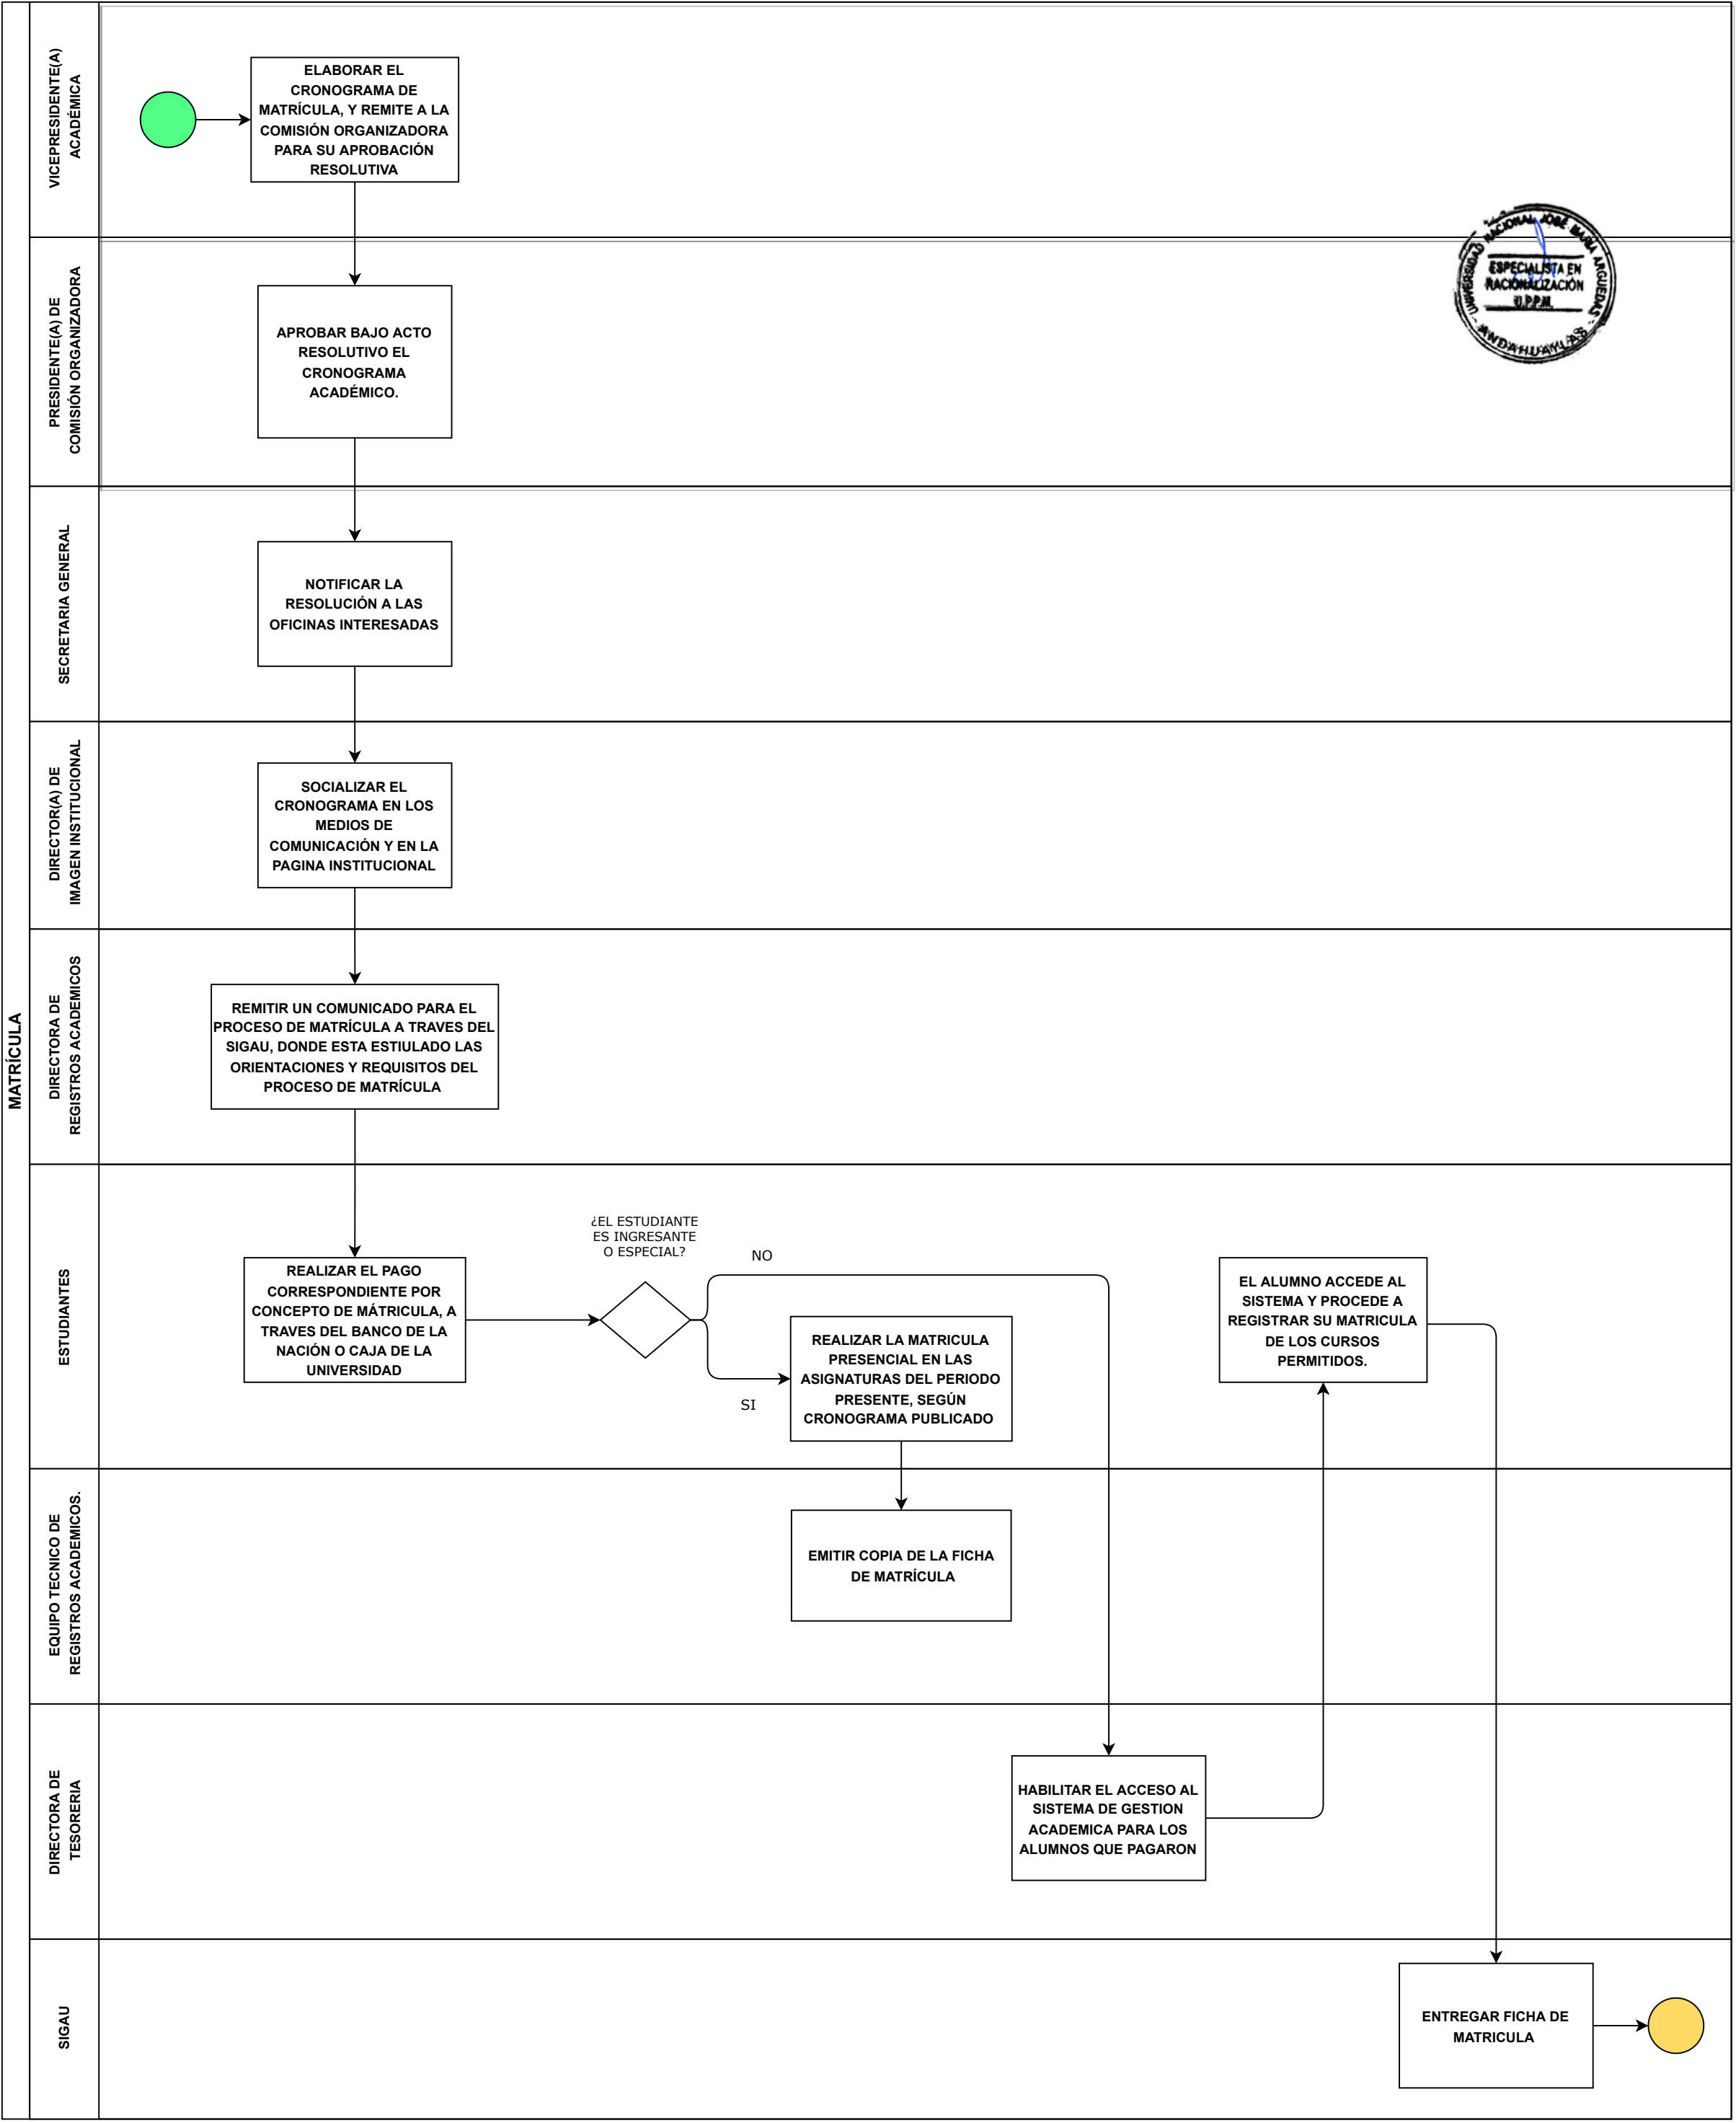 MATRÍCULA
VICEPRESIDENTE(A)
ACADÉMICA
ELABORAR EL
CRONOGRAMA DE
MATRÍCULA, Y REMITE A LA
COMISIÓN ORGANIZADORA
PARA SU APROBACIÓN
RESOLUTIVA
UNIVERSIDAD NACIONAL JOSÉ MARÍA ARGUEDAS
ESPECIALISTA EN
RACIONALIZACIÓN
U.P.P.M.
- ANDAHUAYLAS -
PRESIDENTE(A) DE
COMISIÓN ORGANIZADORA
APROBAR BAJO ACTO
RESOLUTIVO EL
CRONOGRAMA
ACADÉMICO.
SECRETARIA GENERAL
NOTIFICAR LA
RESOLUCIÓN A LAS
OFICINAS INTERESADAS
DIRECTOR(A) DE
IMAGEN INSTITUCIONAL
SOCIALIZAR EL
CRONOGRAMA EN LOS
MEDIOS DE
COMUNICACIÓN Y EN LA
PAGINA INSTITUCIONAL
DIRECTORA DE
REGISTROS ACADEMICOS
REMITIR UN COMUNICADO PARA EL
PROCESO DE MATRÍCULA A TRAVES DEL
SIGAU, DONDE ESTA ESTIULADO LAS
ORIENTACIONES Y REQUISITOS DEL
PROCESO DE MATRÍCULA
ESTUDIANTES
REALIZAR EL PAGO
CORRESPONDIENTE POR
CONCEPTO DE MÁTRICULA, A
TRAVES DEL BANCO DE LA
NACIÓN O CAJA DE LA
UNIVERSIDAD
¿EL ESTUDIANTE
ES INGRESANTE
O ESPECIAL?
NO
SI
REALIZAR LA MATRICULA
PRESENCIAL EN LAS
ASIGNATURAS DEL PERIODO
PRESENTE, SEGÚN
CRONOGRAMA PUBLICADO
EL ALUMNO ACCEDE AL
SISTEMA Y PROCEDE A
REGISTRAR SU MATRICULA
DE LOS CURSOS
PERMITIDOS.
EQUIPO TECNICO DE
REGISTROS ACADEMICOS.
EMITIR COPIA DE LA FICHA
DE MATRÍCULA
DIRECTORA DE
TESORERIA
HABILITAR EL ACCESO AL
SISTEMA DE GESTION
ACADEMICA PARA LOS
ALUMNOS QUE PAGARON
SIGAU
ENTREGAR FICHA DE
MATRICULA